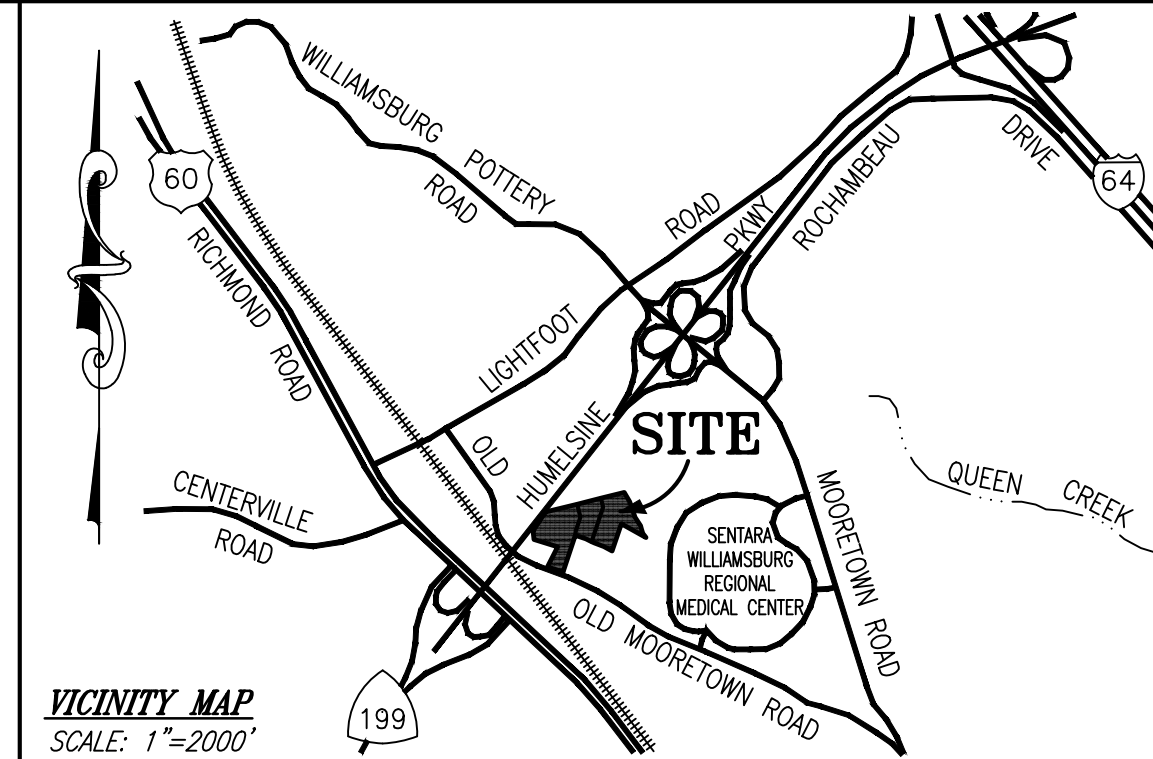 WILLIAMSBURG POTTERY
ROAD
60
RICHMOND ROAD
LIGHTFOOT ROAD
HUMELSINE PKWY
ROCHAMBEAU DRIVE
64
OLD
SITE
CENTERVILLE
ROAD
QUEEN CREEK
SENTARA
WILLIAMSBURG
REGIONAL
MEDICAL CENTER
MOORETOWN ROAD
OLD MOORETOWN ROAD
199
VICINITY MAP
SCALE: 1"=2000'